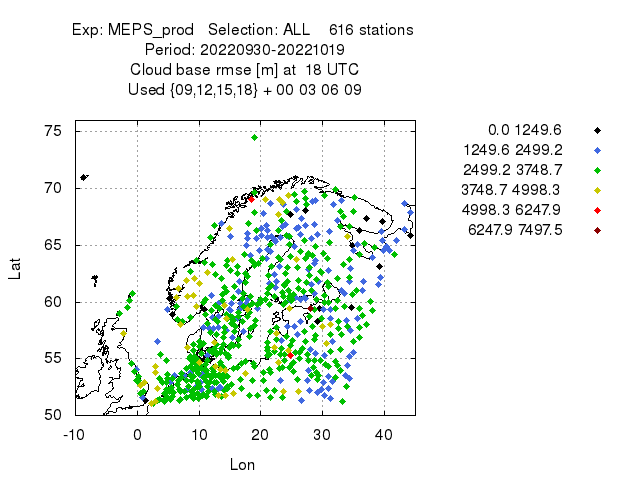 Exp: MEPS_prod   Selection: ALL    616 stations
Period: 20220930-20221019
Cloud base rmse [m] at  18 UTC
Used {09,12,15,18} + 00 03 06 09
0.0 1249.6
1249.6 2499.2
2499.2 3748.7
3748.7 4998.3
4998.3 6247.9
6247.9 7497.5
75
70
65
60
55
50
Lat
-10 0 10 20 30 40
Lon